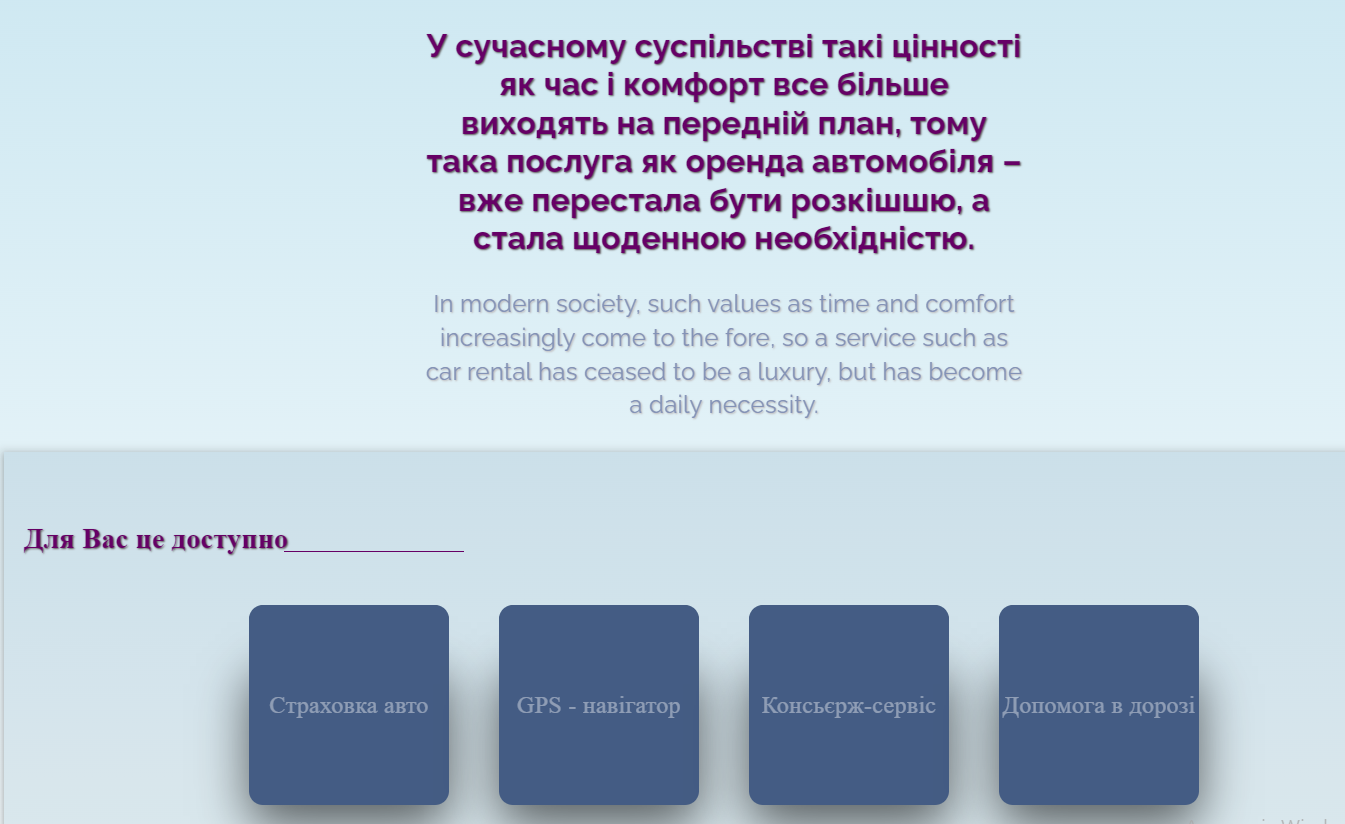 У сучасному суспільстві такі цінності
як час і комфорт все більше
виходять на передній план, тому
така послуга як оренда автомобіля –
вже перестала бути розкішшю, а
стала щоденною необхідністю.
In modern society, such values as time and comfort
increasingly come to the fore, so a service such as
car rental has ceased to be a luxury, but has become
a daily necessity.
Для Вас це доступно
Страховка авто
GPS - навігатор
Консьєрж-сервіс
Допомога в дорозі